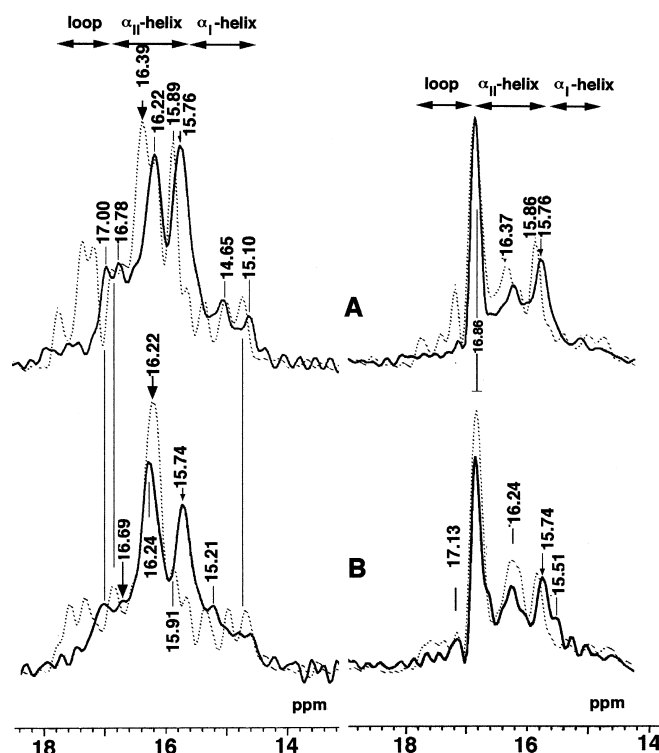 loop αII-helix αI-helix
16.39
16.22
15.89
15.76
17.00
16.78
14.65
15.10
loop αII-helix αI-helix
16.37
15.86
15.76
16.86
A
16.22
16.69
16.24
15.91
15.74
15.21
17.13
16.24
15.74
15.51
B
ppm
ppm
18 16 14
18 16 14